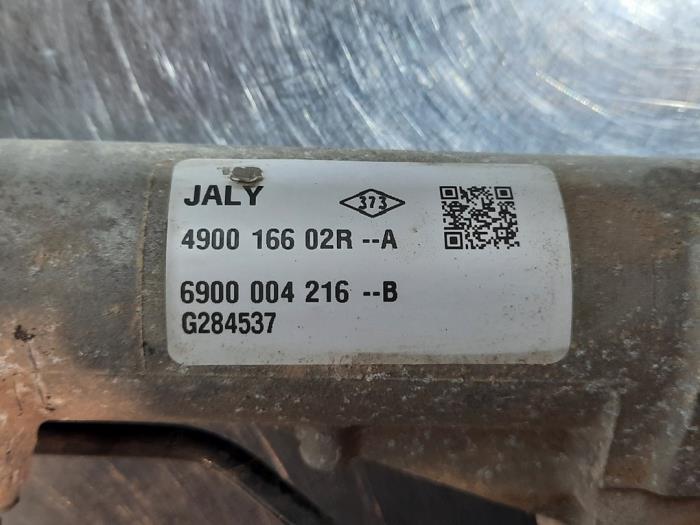 JALY 373
4900 166 02R --A
6900 004 216 --B
G284537